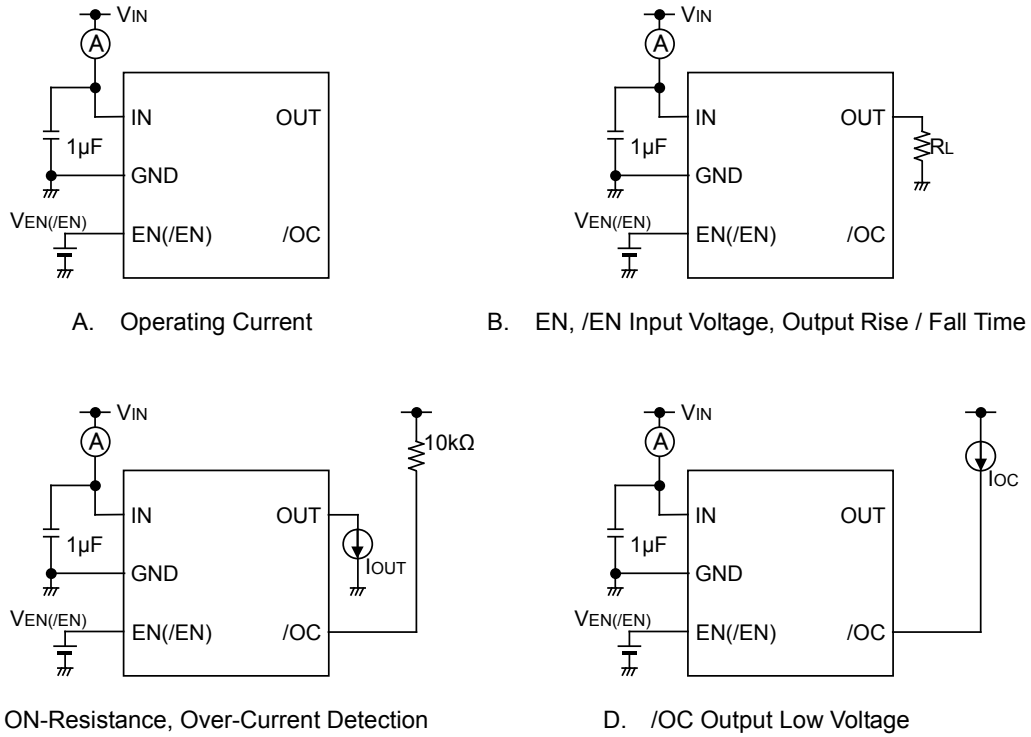 VIN
A
IN OUT
1µF
GND
VEN(/EN)
EN(/EN) /OC
A. Operating Current
VIN
A
IN OUT
1µF
RL
GND
VEN(/EN)
EN(/EN) /OC
B. EN, /EN Input Voltage, Output Rise / Fall Time
VIN
A
10kΩ
IN OUT
1µF
IOUT
GND
VEN(/EN)
EN(/EN) /OC
ON-Resistance, Over-Current Detection
VIN
A
IOC
IN OUT
1µF
GND
VEN(/EN)
EN(/EN) /OC
D. /OC Output Low Voltage